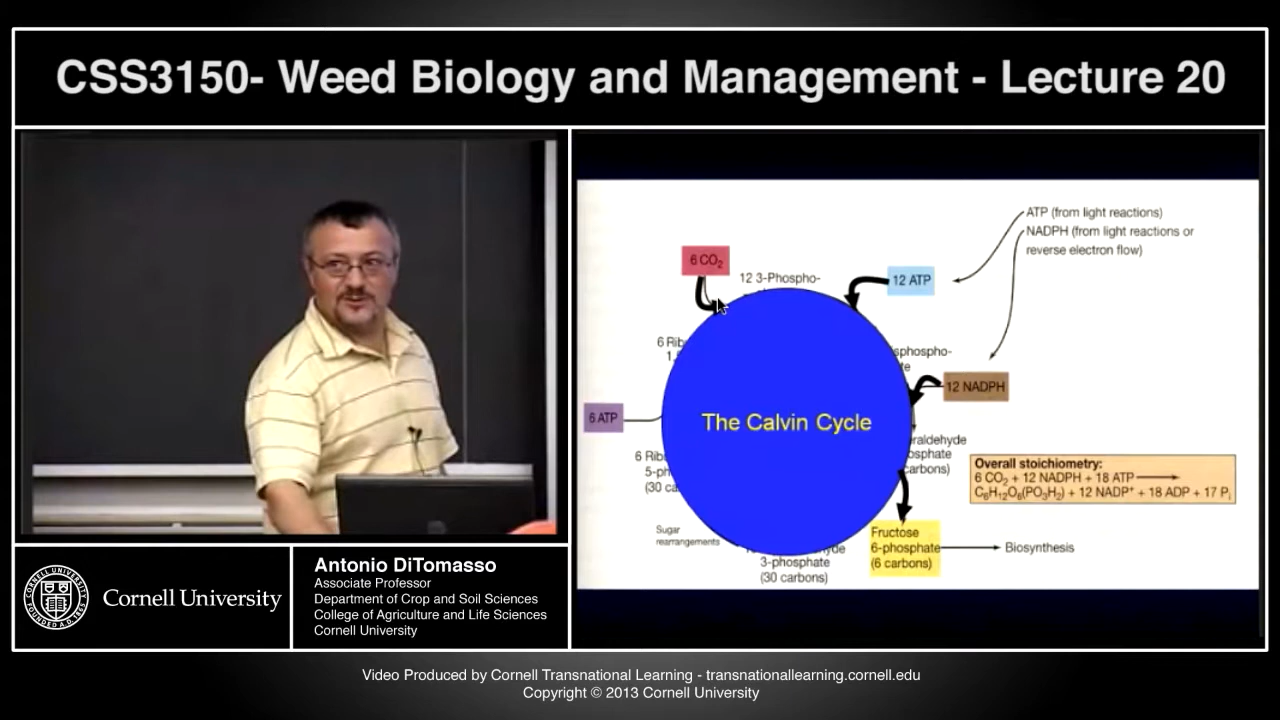 CSS3150- Weed Biology and Management - Lecture 20
ATP (from light reactions)
NADPH (from light reactions or
reverse electron flow)
6 CO₂
12 3-Phospho-
12 ATP
6 Rib
sphospho-
12 NADPH
6 ATP
The Calvin Cycle
eraldehyde
osphate
carbons)
6 Rib
5-ph
(30 ca
Overall stoichiometry:
6 CO₂ + 12 NADPH + 18 ATP
C₆H₁₂O₆(PO₃H₂) + 12 NADP⁺ + 18 ADP + 17 Pᵢ
Sugar
rearrangements
Fructose
6-phosphate
(6 carbons)
Biosynthesis
hyde
3-phosphate
(30 carbons)
Cornell University
Antonio DiTomasso
Associate Professor
Department of Crop and Soil Sciences
College of Agriculture and Life Sciences
Cornell University
Video Produced by Cornell Transnational Learning - transnationallearning.cornell.edu
Copyright © 2013 Cornell University